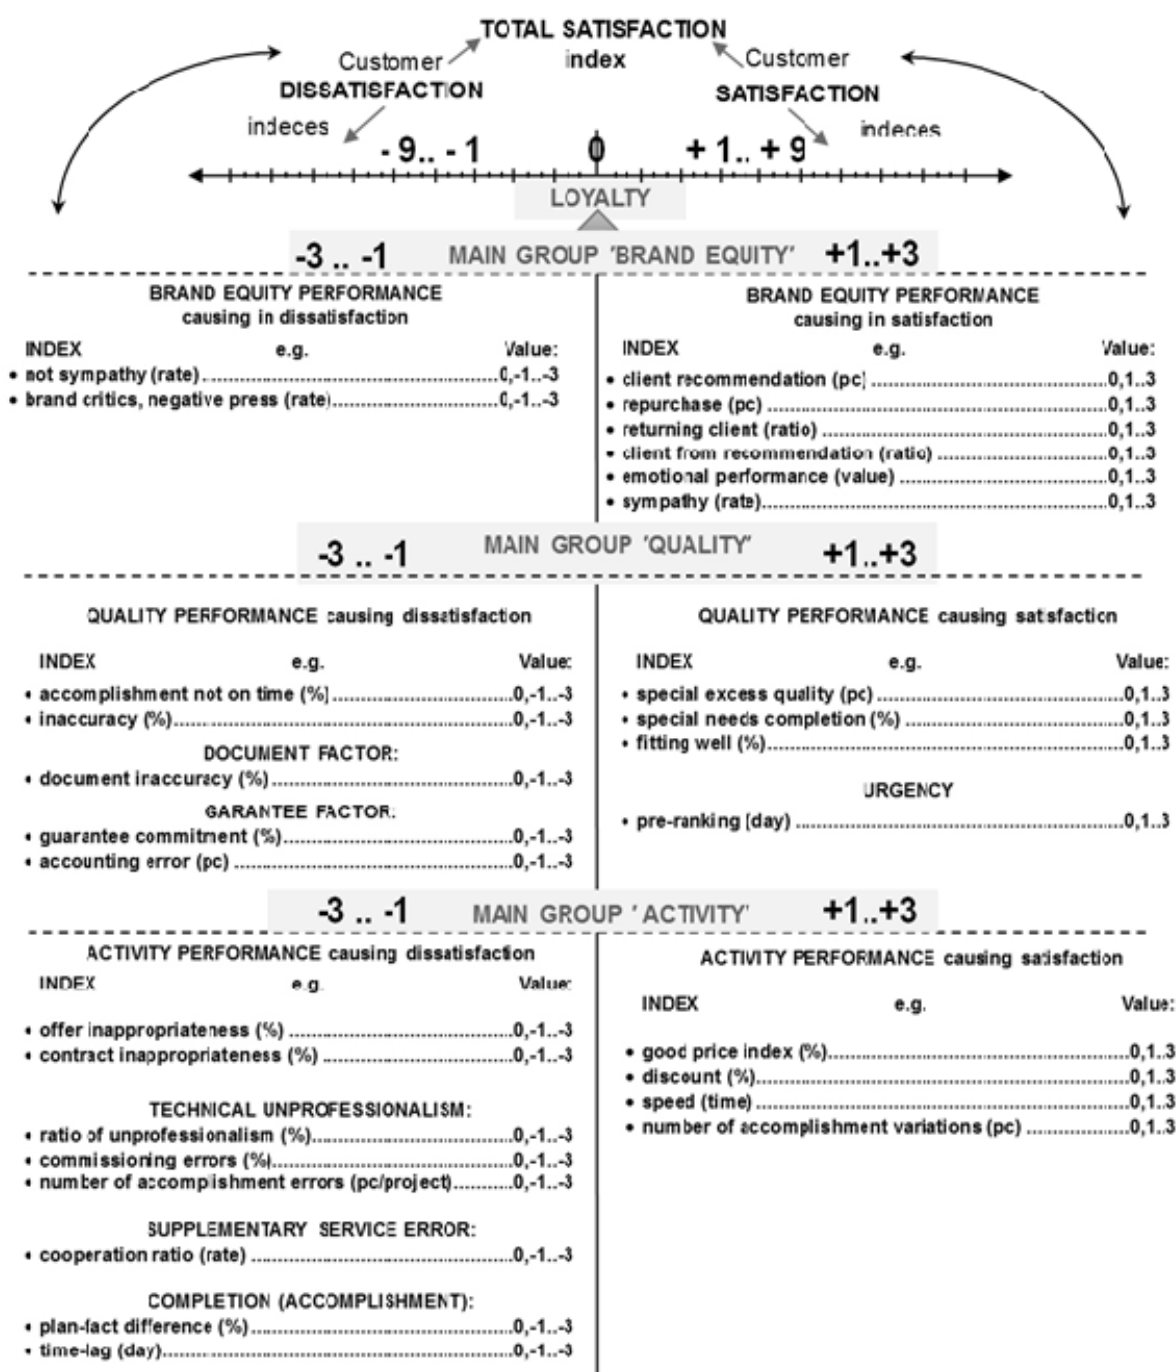 TOTAL SATISFACTION
index
Customer
DISSATISFACTION
indeces
Customer
SATISFACTION
indeces
- 9.. - 1 0 + 1.. + 9
LOYALTY
-3 .. -1 MAIN GROUP 'BRAND EQUITY' +1..+3
BRAND EQUITY PERFORMANCE
causing in dissatisfaction
INDEX e.g. Value:
• not sympathy (rate)..........0,-1..-3
• brand critics, negative press (rate)..........0,-1..-3
BRAND EQUITY PERFORMANCE
causing in satisfaction
INDEX e.g. Value:
• client recommendation (pc)..........0,1..3
• repurchase (pc)..........0,1..3
• returning client (ratio)..........0,1..3
• client from recommendation (ratio)..........0,1..3
• emotional performance (value)..........0,1..3
• sympathy (rate)..........0,1..3
-3 .. -1 MAIN GROUP 'QUALITY' +1..+3
QUALITY PERFORMANCE causing dissatisfaction
INDEX e.g. Value:
• accomplishment not on time (%)..........0,-1..-3
• inaccuracy (%)..........0,-1..-3
DOCUMENT FACTOR:
• document inaccuracy (%)..........0,-1..-3
GARANTEE FACTOR:
• guarantee commitment (%)..........0,-1..-3
• accounting error (pc)..........0,-1..-3
QUALITY PERFORMANCE causing satisfaction
INDEX e.g. Value:
• special excess quality (pc)..........0,1..3
• special needs completion (%)..........0,1..3
• fitting well (%)..........0,1..3
URGENCY
• pre-ranking (day)..........0,1..3
-3 .. -1 MAIN GROUP 'ACTIVITY' +1..+3
ACTIVITY PERFORMANCE causing dissatisfaction
INDEX e.g. Value:
• offer inappropriateness (%)..........0,-1..-3
• contract inappropriateness (%)..........0,-1..-3
TECHNICAL UNPROFESSIONALISM:
• ratio of unprofessionalism (%)..........0,-1..-3
• commissioning errors (%)..........0,-1..-3
• number of accomplishment errors (pc/project)..........0,-1..-3
SUPPLEMENTARY SERVICE ERROR:
• cooperation ratio (rate)..........0,-1..-3
COMPLETION (ACCOMPLISHMENT):
• plan-fact difference (%)..........0,-1..-3
• time-lag (day)..........0,-1..-3
ACTIVITY PERFORMANCE causing satisfaction
INDEX e.g. Value:
• good price index (%)..........0,1..3
• discount (%)..........0,1..3
• speed (time)..........0,1..3
• number of accomplishment variations (pc)..........0,1..3